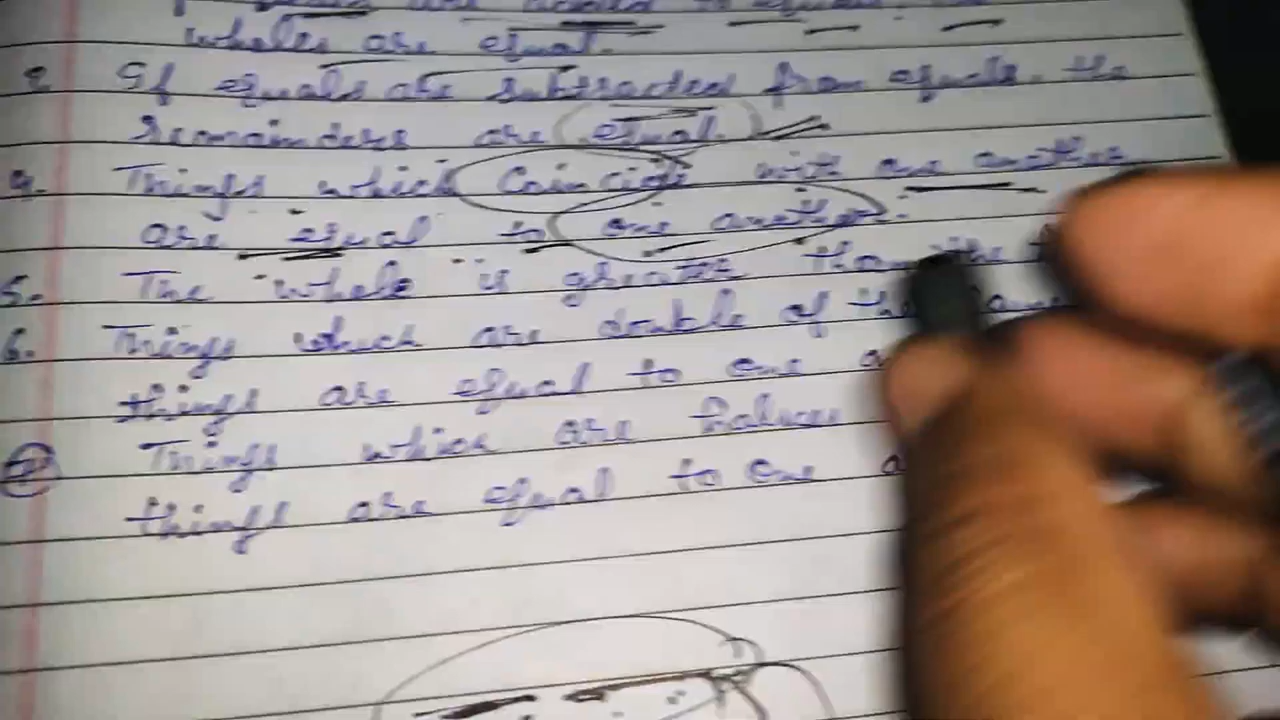 wholes are equal.
3. If equals are subtracted from equals, the
remainders are equal.
4. Things which Coincide with one another
are equal to one another.
5. The whole is greater than the
6. Things which are double of the same
things are equal to one
7. Things which are halves
things are equal to one